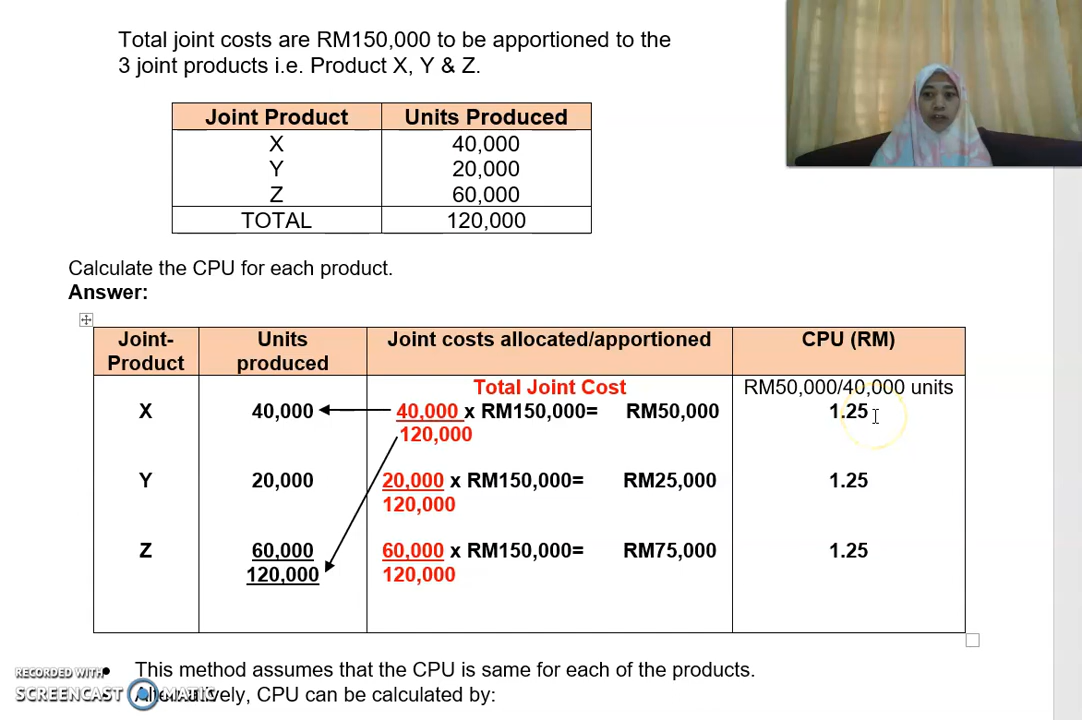 Total joint costs are RM150,000 to be apportioned to the
3 joint products i.e. Product X, Y & Z.
Joint Product Units Produced
X 40,000
Y 20,000
Z 60,000
TOTAL 120,000
Calculate the CPU for each product.
Answer:
Joint- Units Joint costs allocated/apportioned CPU (RM)
Product produced
Total Joint Cost RM50,000/40,000 units
X 40,000 40,000 x RM150,000= RM50,000 1.25
120,000
Y 20,000 20,000 x RM150,000= RM25,000 1.25
120,000
Z 60,000 60,000 x RM150,000= RM75,000 1.25
120,000 120,000
• This method assumes that the CPU is same for each of the products.
CPU can be calculated by:
RECORDED WITH
SCREENCAST MATIC